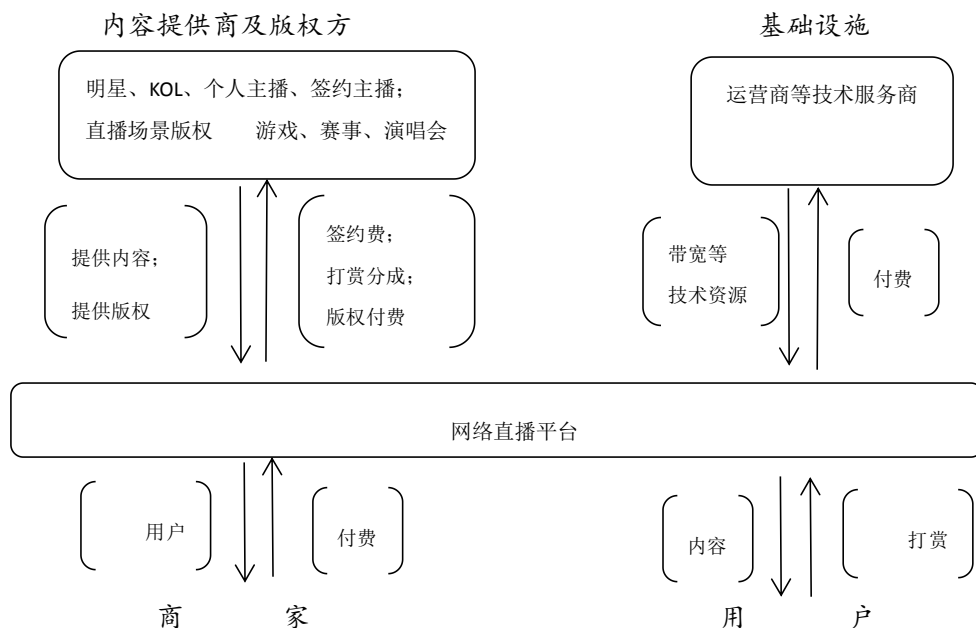 内容提供商及版权方
基础设施
明星、KOL、个人主播、签约主播；
直播场景版权 游戏、赛事、演唱会
运营商等技术服务商
提供内容；
提供版权
签约费；
打赏分成；
版权付费
带宽等
技术资源
付费
网络直播平台
用户
付费
内容
打赏
商 家
用 户